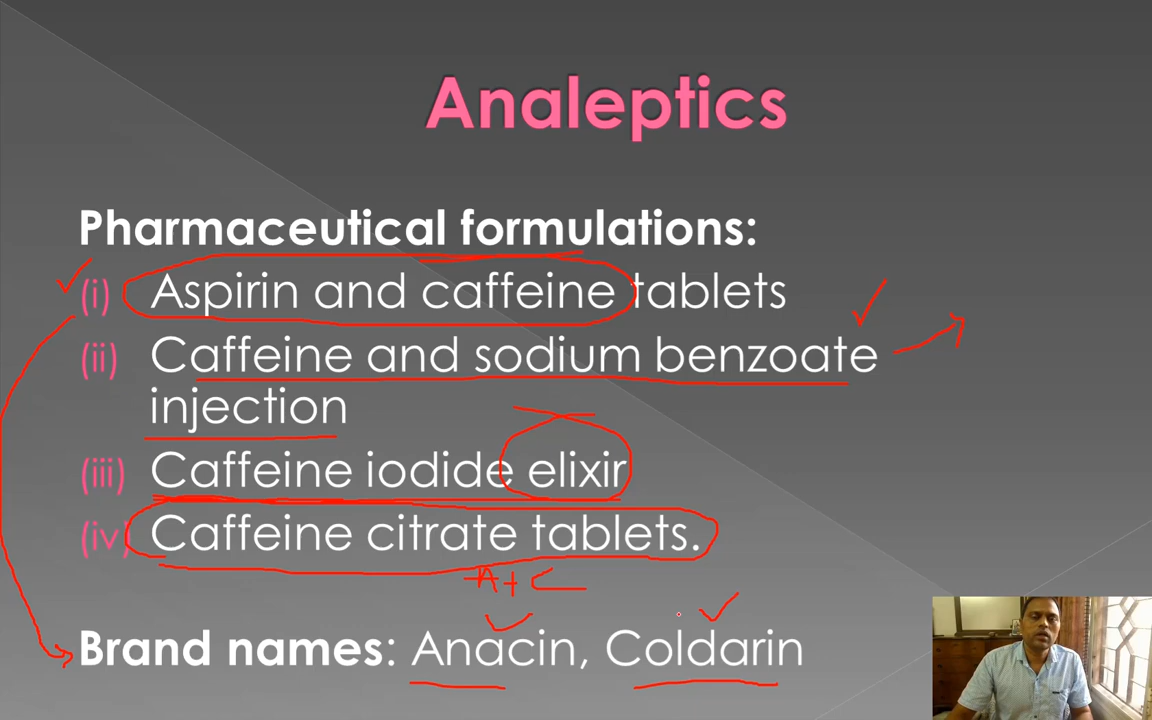 Analeptics
Pharmaceutical formulations:
(i) Aspirin and caffeine tablets
(ii) Caffeine and sodium benzoate
injection
(iii) Caffeine iodide elixir
(iv) Caffeine citrate tablets.
A + C
Brand names: Anacin, Coldarin